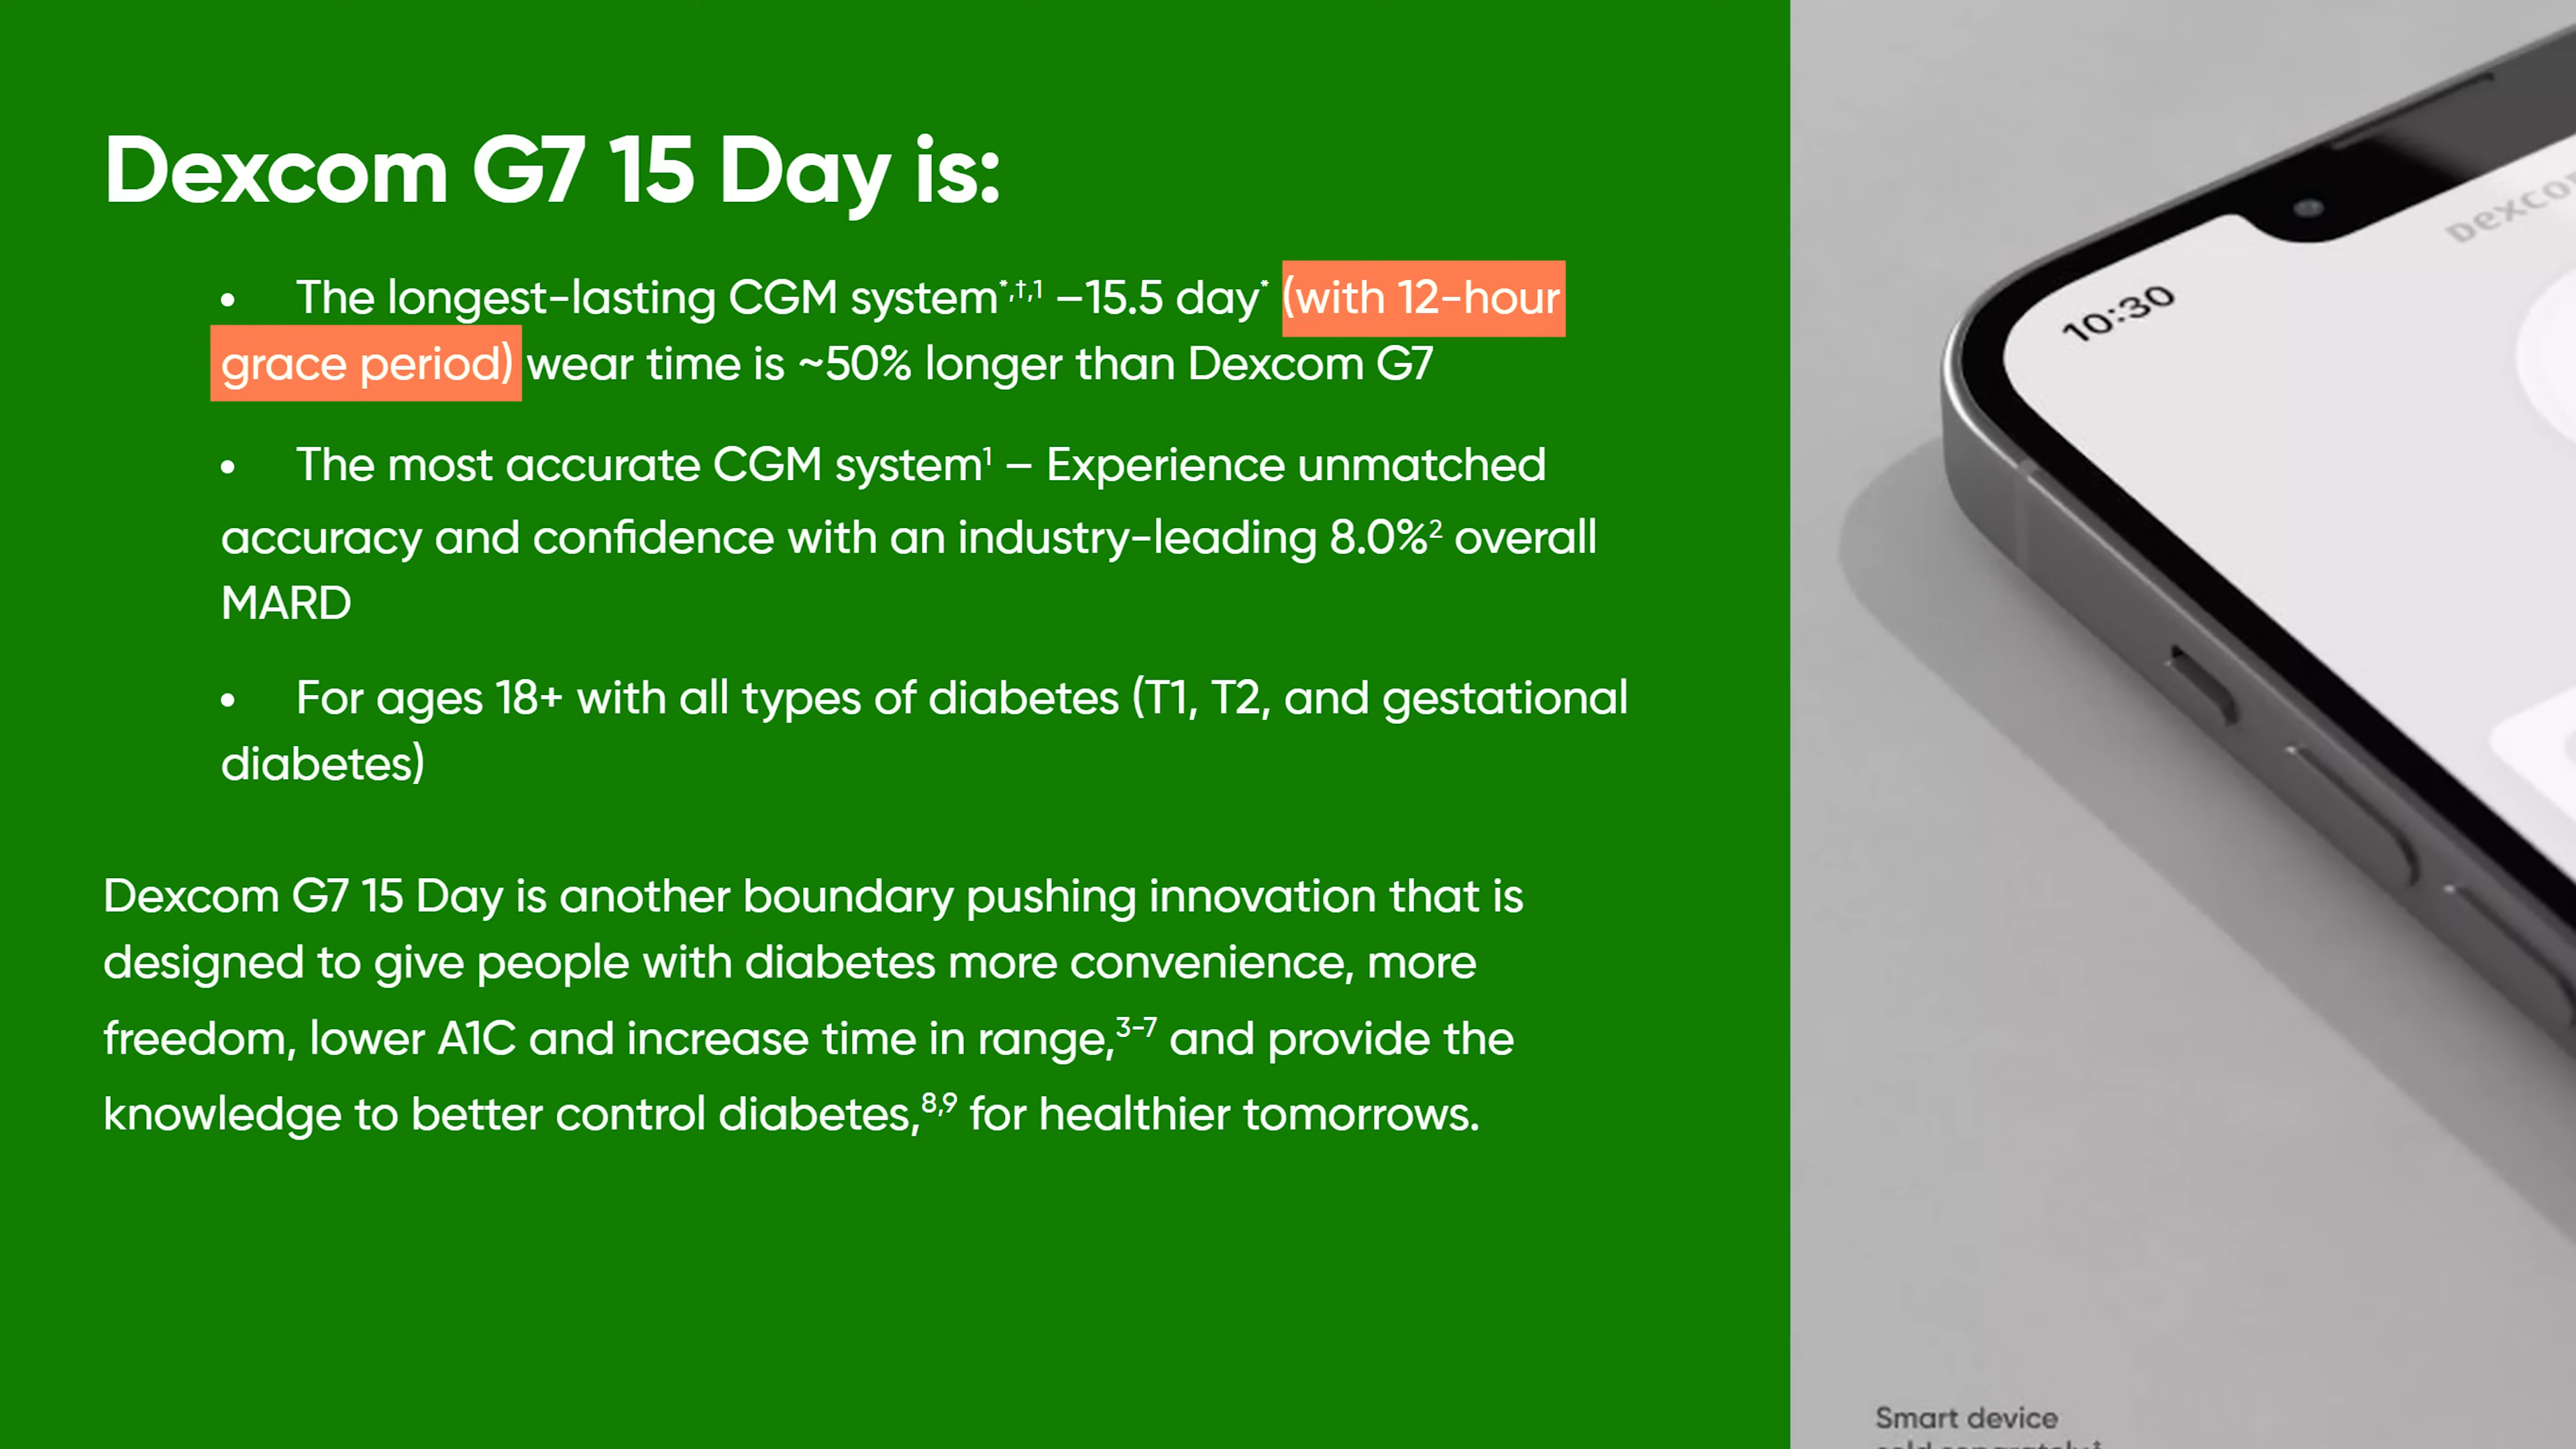 Dexcom G7 15 Day is:
• The longest-lasting CGM system*,†,1 –15.5 day* (with 12-hour
grace period) wear time is ~50% longer than Dexcom G7
• The most accurate CGM system1 – Experience unmatched
accuracy and confidence with an industry-leading 8.0%2 overall
MARD
• For ages 18+ with all types of diabetes (T1, T2, and gestational
diabetes)
Dexcom G7 15 Day is another boundary pushing innovation that is
designed to give people with diabetes more convenience, more
freedom, lower A1C and increase time in range,3-7 and provide the
knowledge to better control diabetes,8,9 for healthier tomorrows.
10:30
Smart device